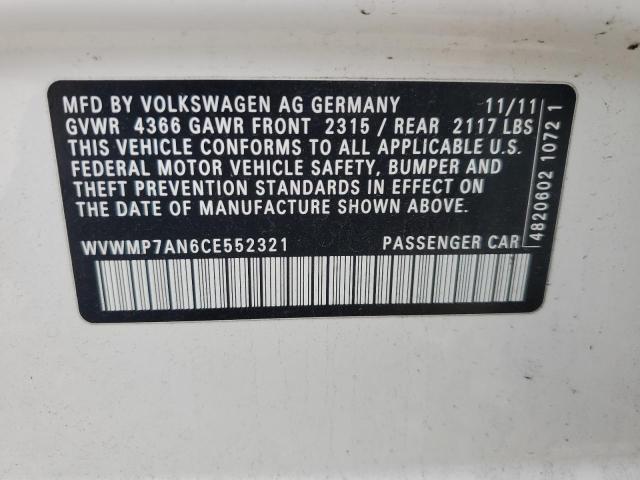 MFD BY VOLKSWAGEN AG GERMANY 11/11
GVWR 4366 GAWR FRONT 2315 / REAR 2117 LBS
THIS VEHICLE CONFORMS TO ALL APPLICABLE U.S.
FEDERAL MOTOR VEHICLE SAFETY, BUMPER AND
THEFT PREVENTION STANDARDS IN EFFECT ON
THE DATE OF MANUFACTURE SHOWN ABOVE.
WVWMP7AN6CE552321 PASSENGER CAR
4820602 1072 1